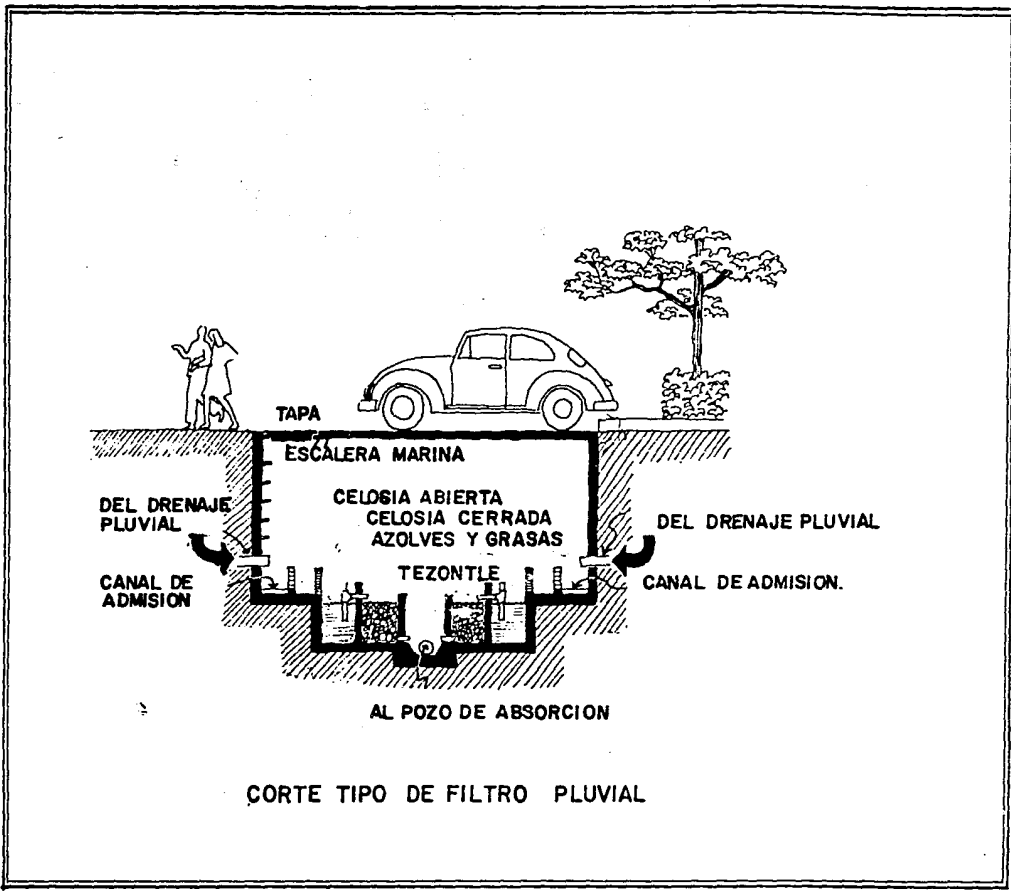 TAPA
ESCALERA MARINA
CELOSIA ABIERTA
CELOSIA CERRADA
AZOLVES Y GRASAS
DEL DRENAJE
PLUVIAL
DEL DRENAJE PLUVIAL
TEZONTLE
CANAL DE
ADMISION
CANAL DE ADMISION.
AL POZO DE ABSORCION
CORTE TIPO DE FILTRO PLUVIAL